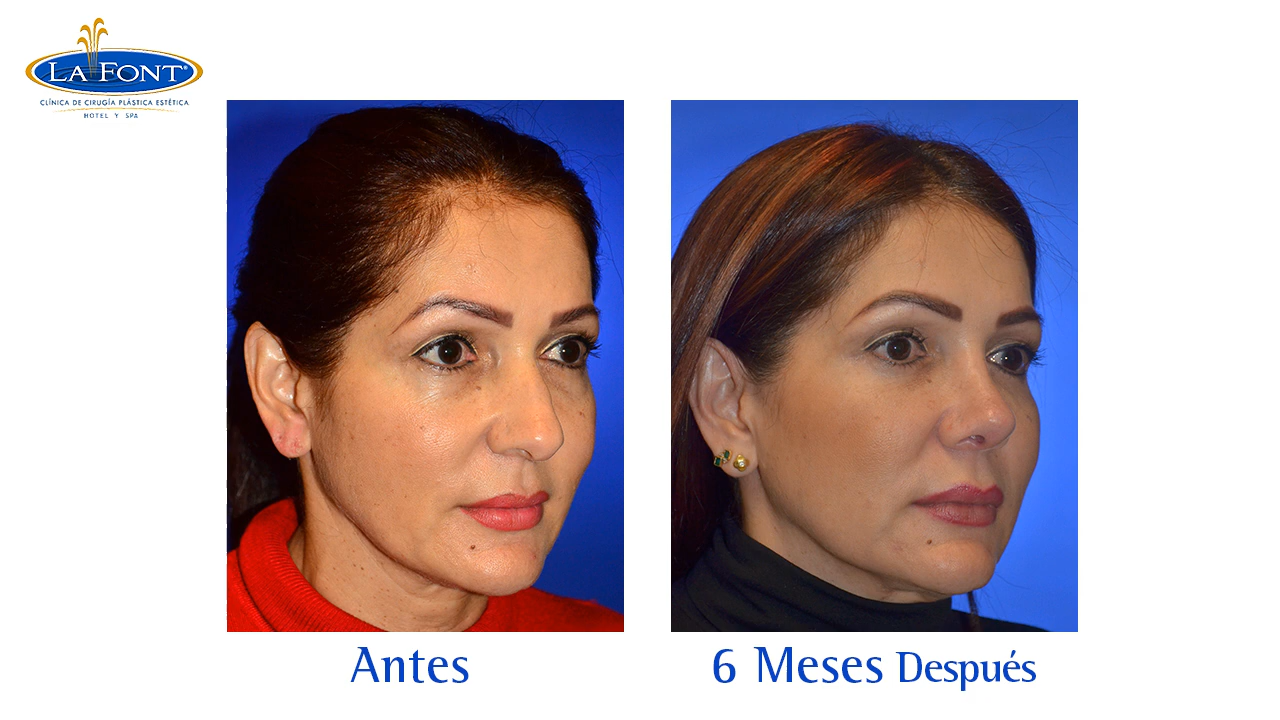 LA FONT®
CLÍNICA DE CIRUGÍA PLÁSTICA ESTÉTICA
HOTEL Y SPA
Antes
6 Meses Después